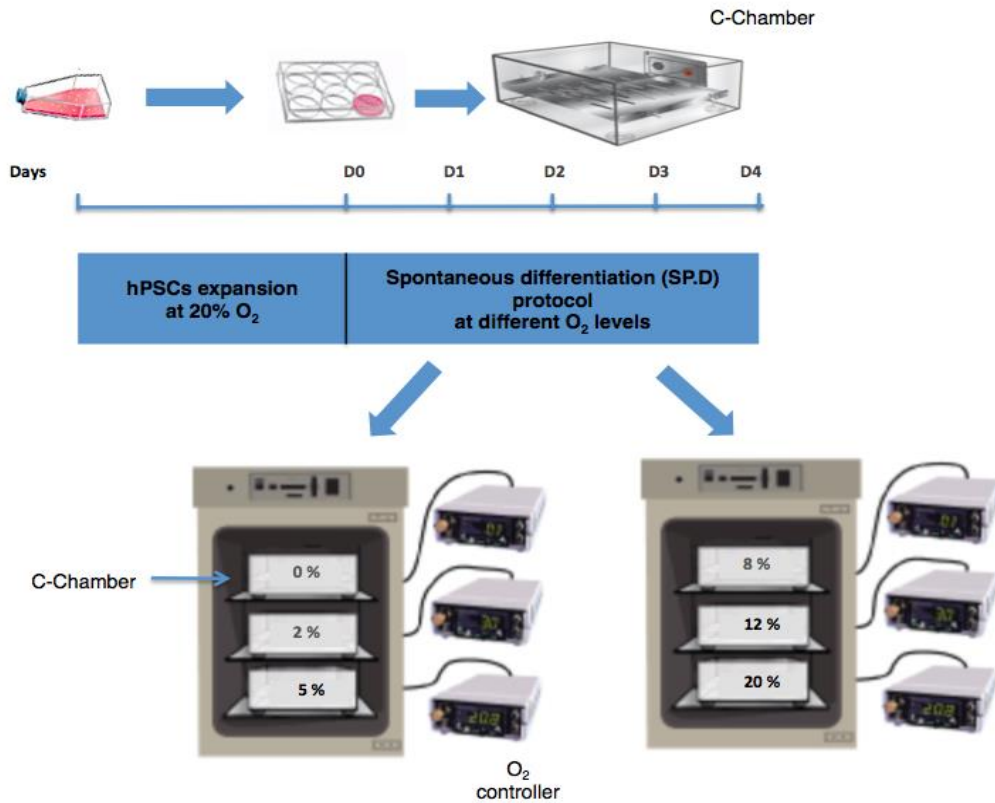 C-Chamber
Days
D0 D1 D2 D3 D4
hPSCs expansion
at 20% O₂
Spontaneous differentiation (SP.D)
protocol
at different O₂ levels
C-Chamber
0 %
2 %
5 %
8 %
12 %
20 %
O₂
controller